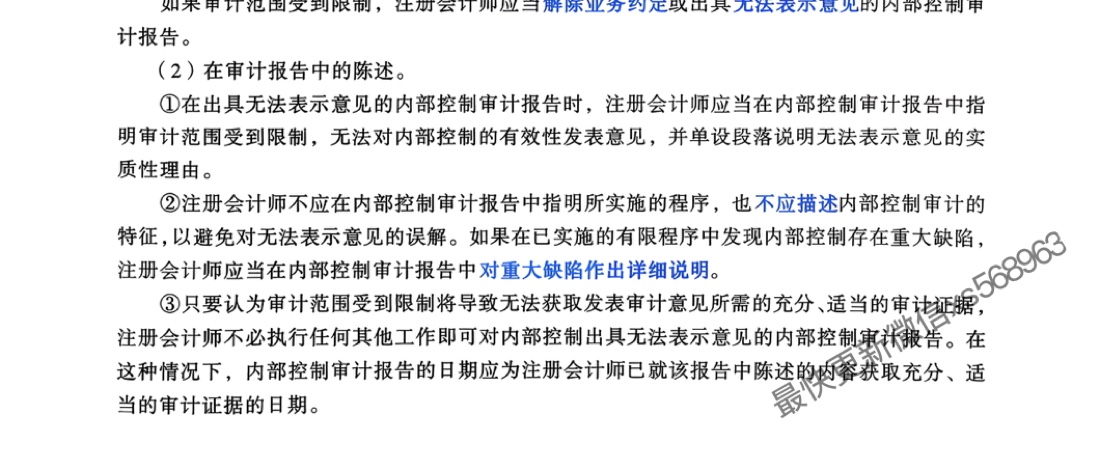 如果审计范围受到限制，注册会计师应当解除业务约定或出具无法表示意见的内部控制审
计报告。
（2）在审计报告中的陈述。
①在出具无法表示意见的内部控制审计报告时，注册会计师应当在内部控制审计报告中指
明审计范围受到限制，无法对内部控制的有效性发表意见，并单设段落说明无法表示意见的实
质性理由。
②注册会计师不应在内部控制审计报告中指明所实施的程序，也不应描述内部控制审计的
特征，以避免对无法表示意见的误解。如果在已实施的有限程序中发现内部控制存在重大缺陷，
注册会计师应当在内部控制审计报告中对重大缺陷作出详细说明。
③只要认为审计范围受到限制将导致无法获取发表审计意见所需的充分、适当的审计证据，
注册会计师不必执行任何其他工作即可对内部控制出具无法表示意见的内部控制审计报告。在
这种情况下，内部控制审计报告的日期应为注册会计师已就该报告中陈述的内容获取充分、适
当的审计证据的日期。
最快更新微信